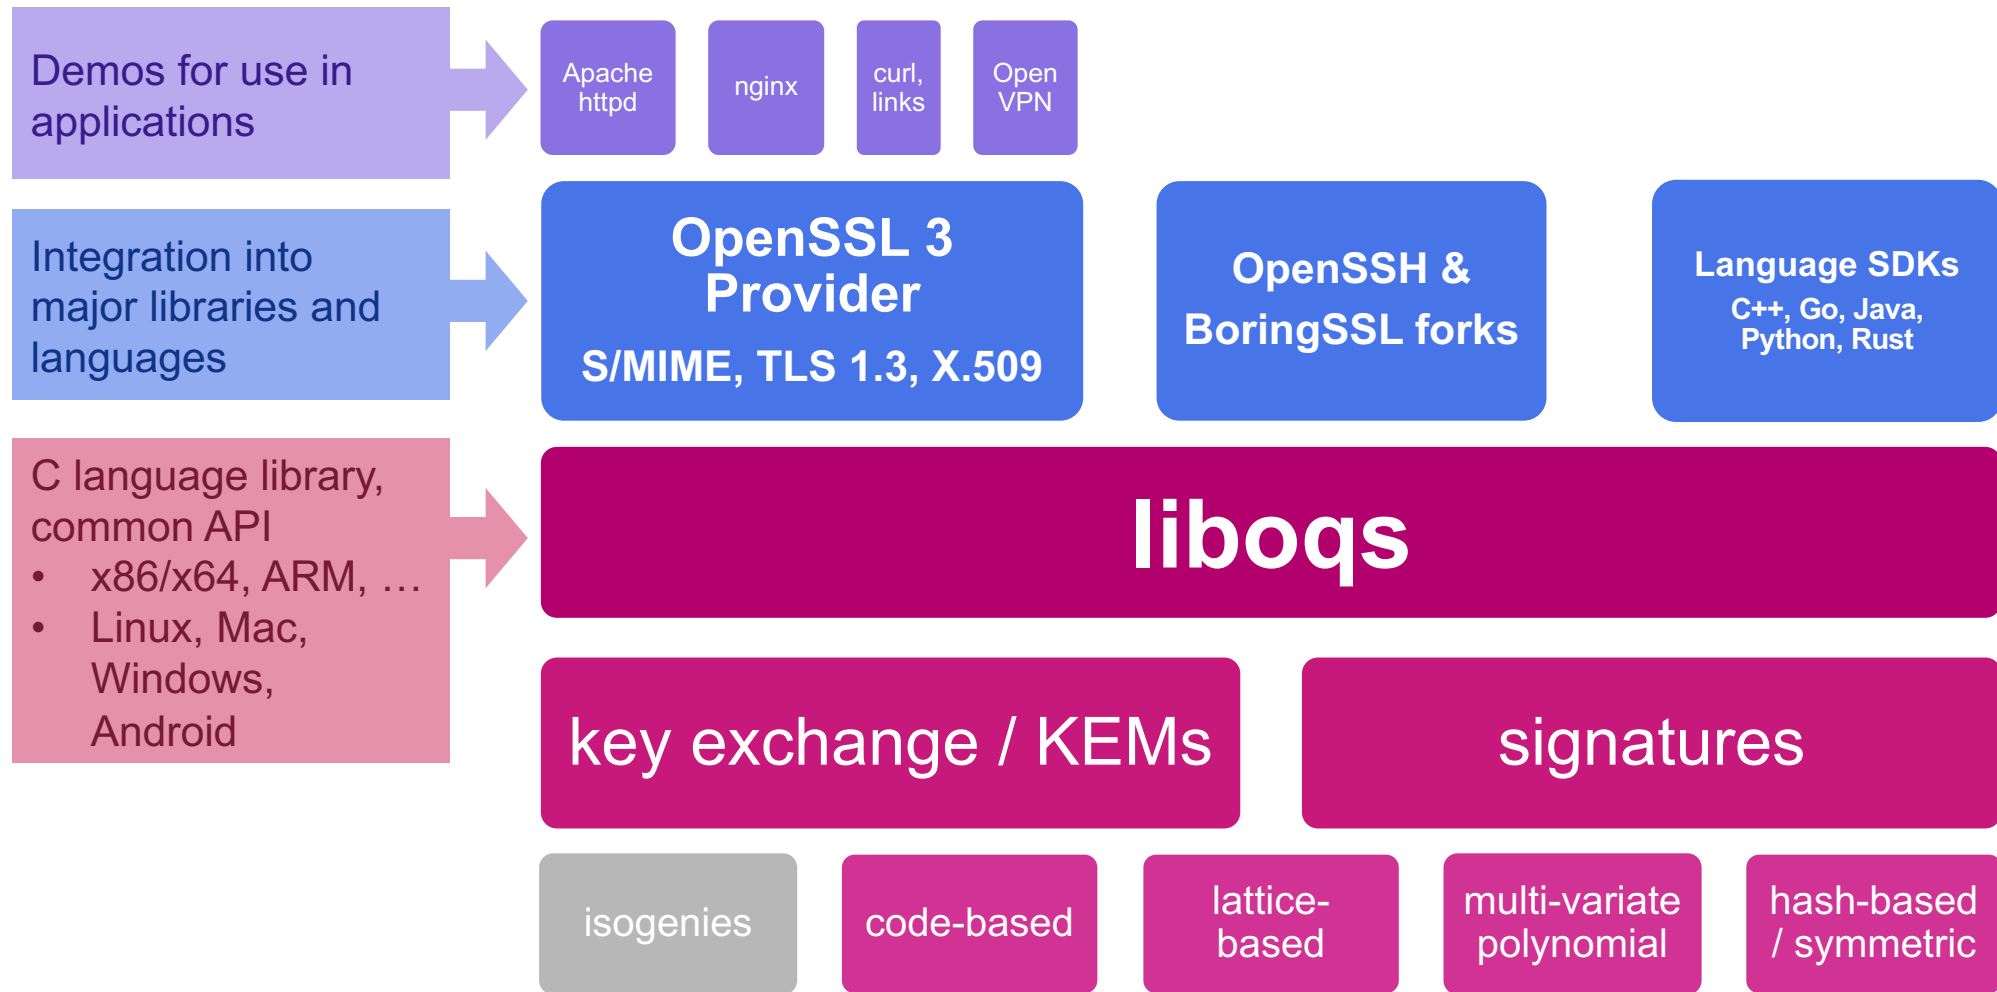 Demos for use in
applications
Apache
httpd
nginx
curl,
links
Open
VPN
Integration into
major libraries and
languages
OpenSSL 3
Provider
S/MIME, TLS 1.3, X.509
OpenSSH &
BoringSSL forks
Language SDKs
C++, Go, Java,
Python, Rust
C language library,
common API
• x86/x64, ARM, …
• Linux, Mac,
Windows,
Android
liboqs
key exchange / KEMs
signatures
isogenies
code-based
lattice-
based
multi-variate
polynomial
hash-based
/ symmetric